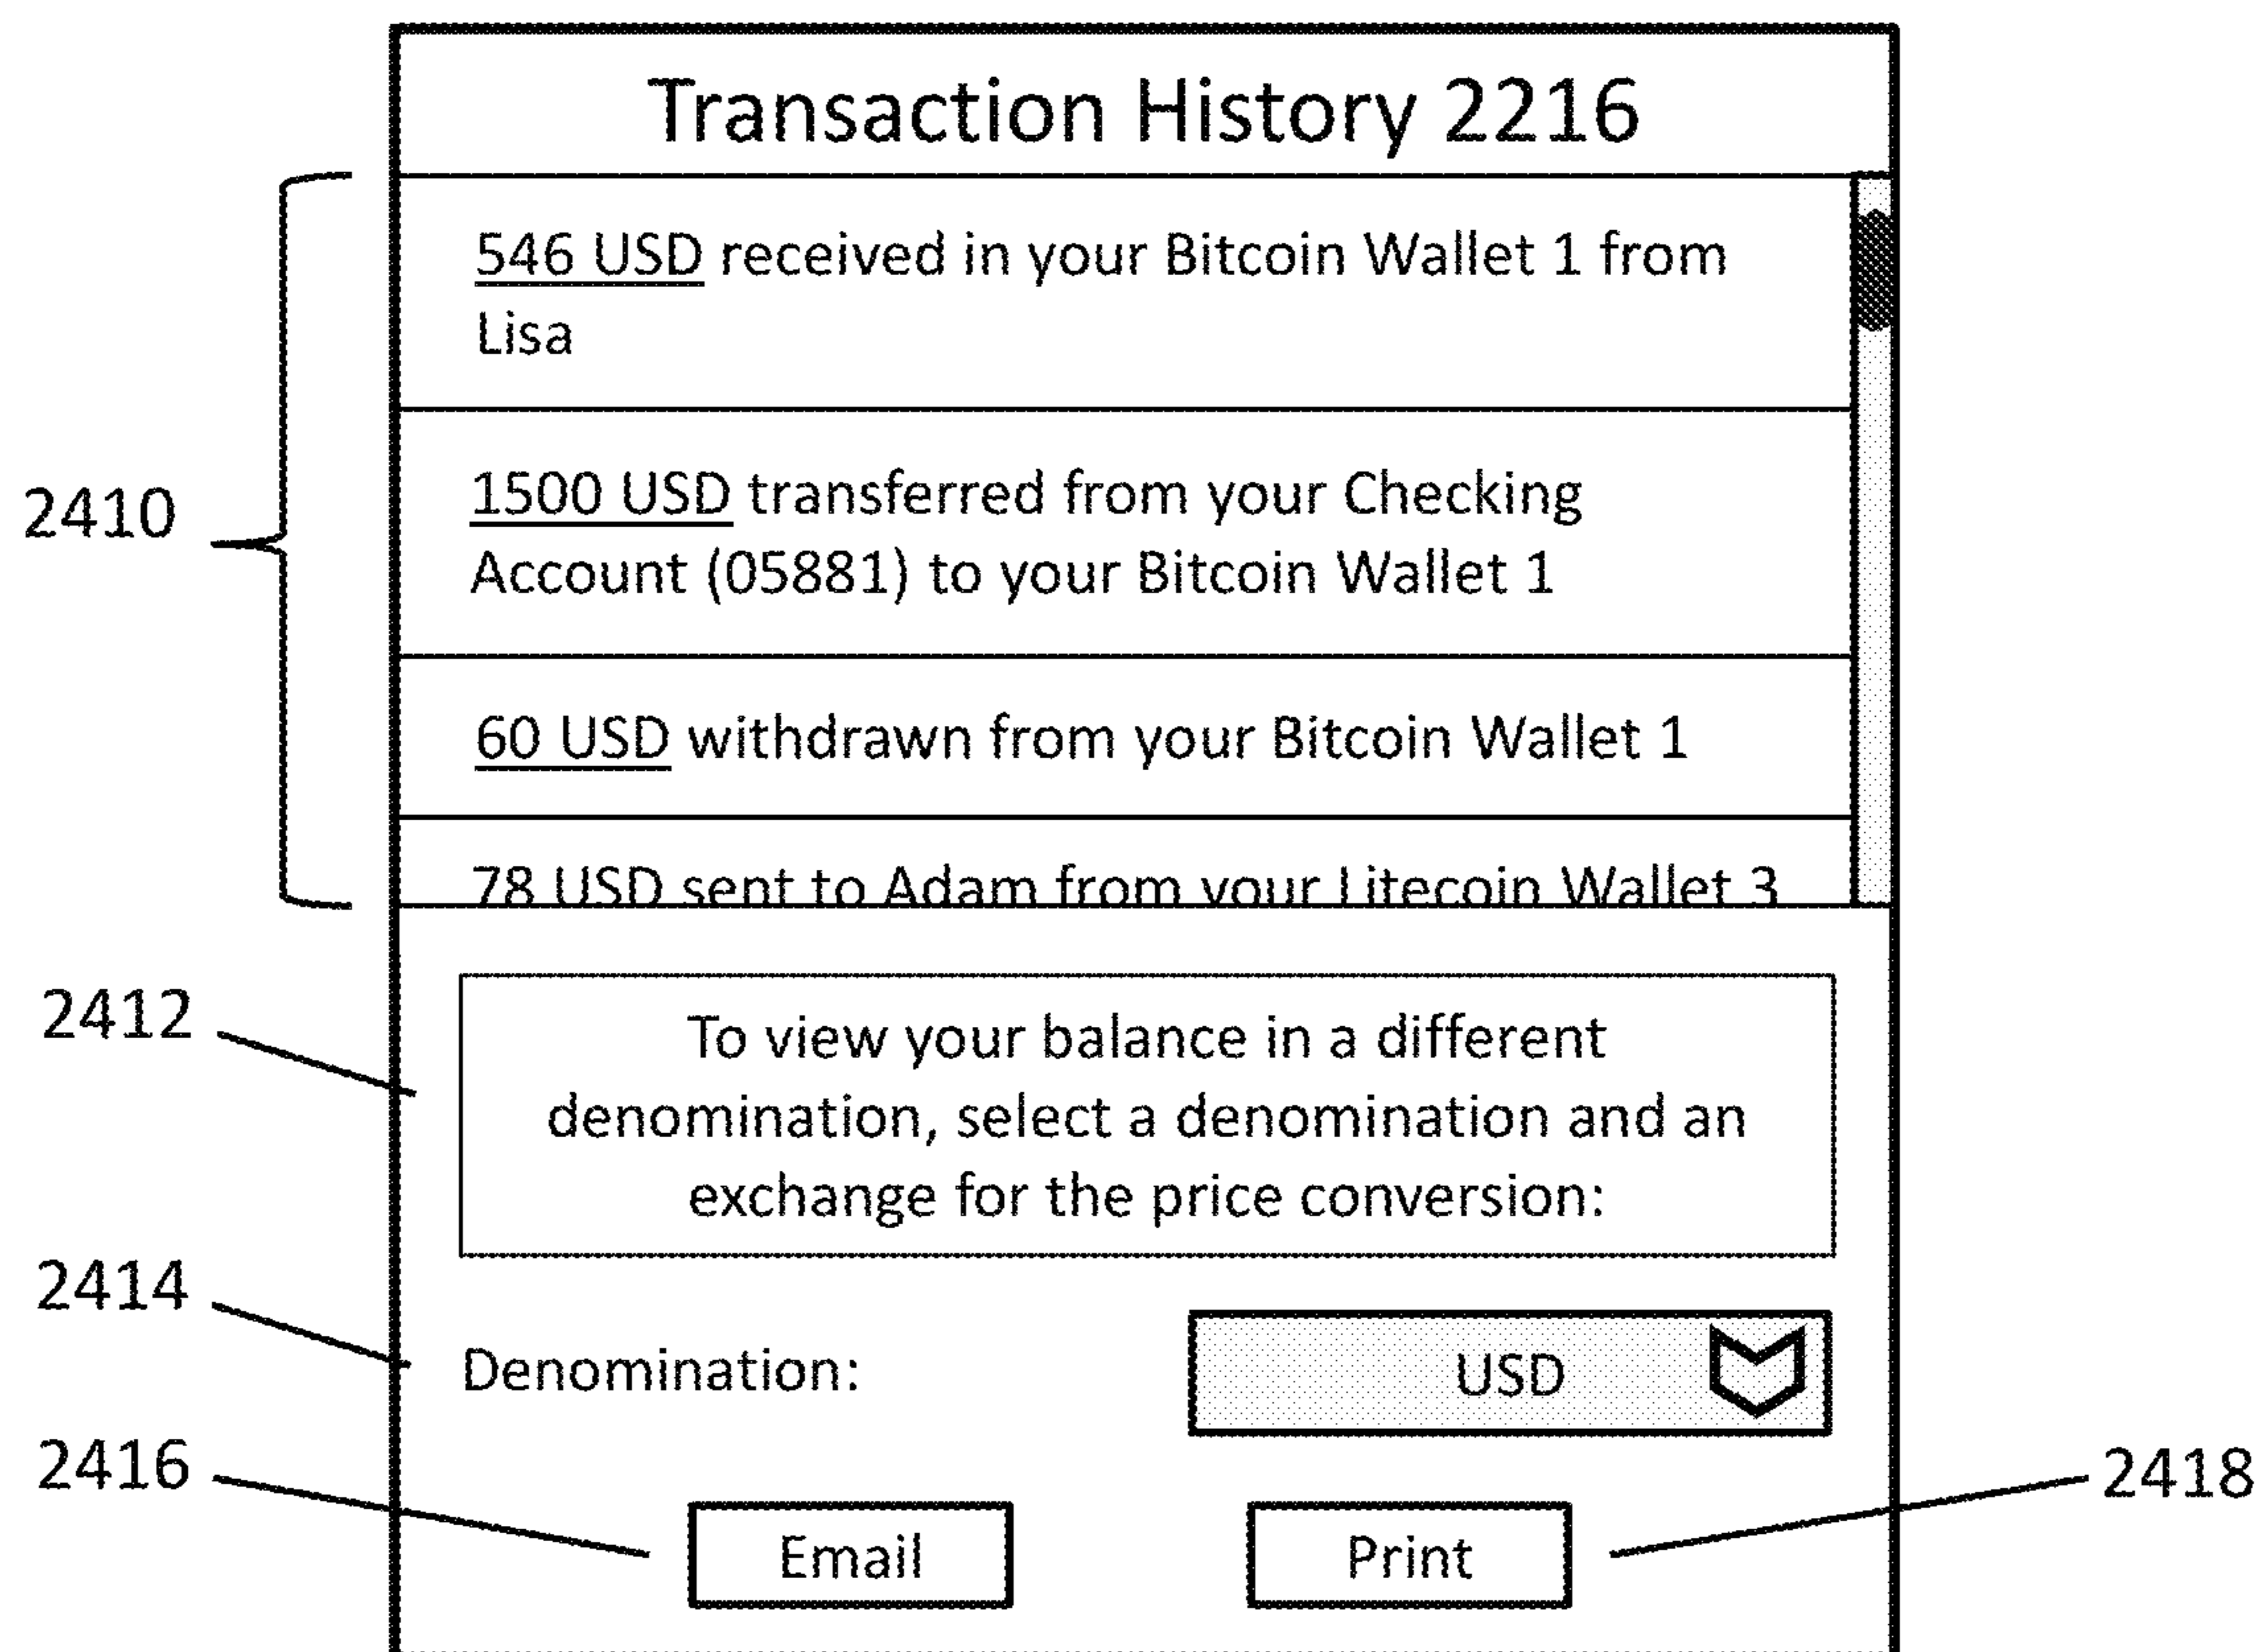 Transaction History 2216
546 USD received in your Bitcoin Wallet 1 from
Lisa
2410
1500 USD transferred from your Checking
Account (05881) to your Bitcoin Wallet 1
60 USD withdrawn from your Bitcoin Wallet 1
78 USD sent to Adam from your Litecoin Wallet 3
2412
To view your balance in a different
denomination, select a denomination and an
exchange for the price conversion:
2414
Denomination:
USD
2416
2418
Email
Print